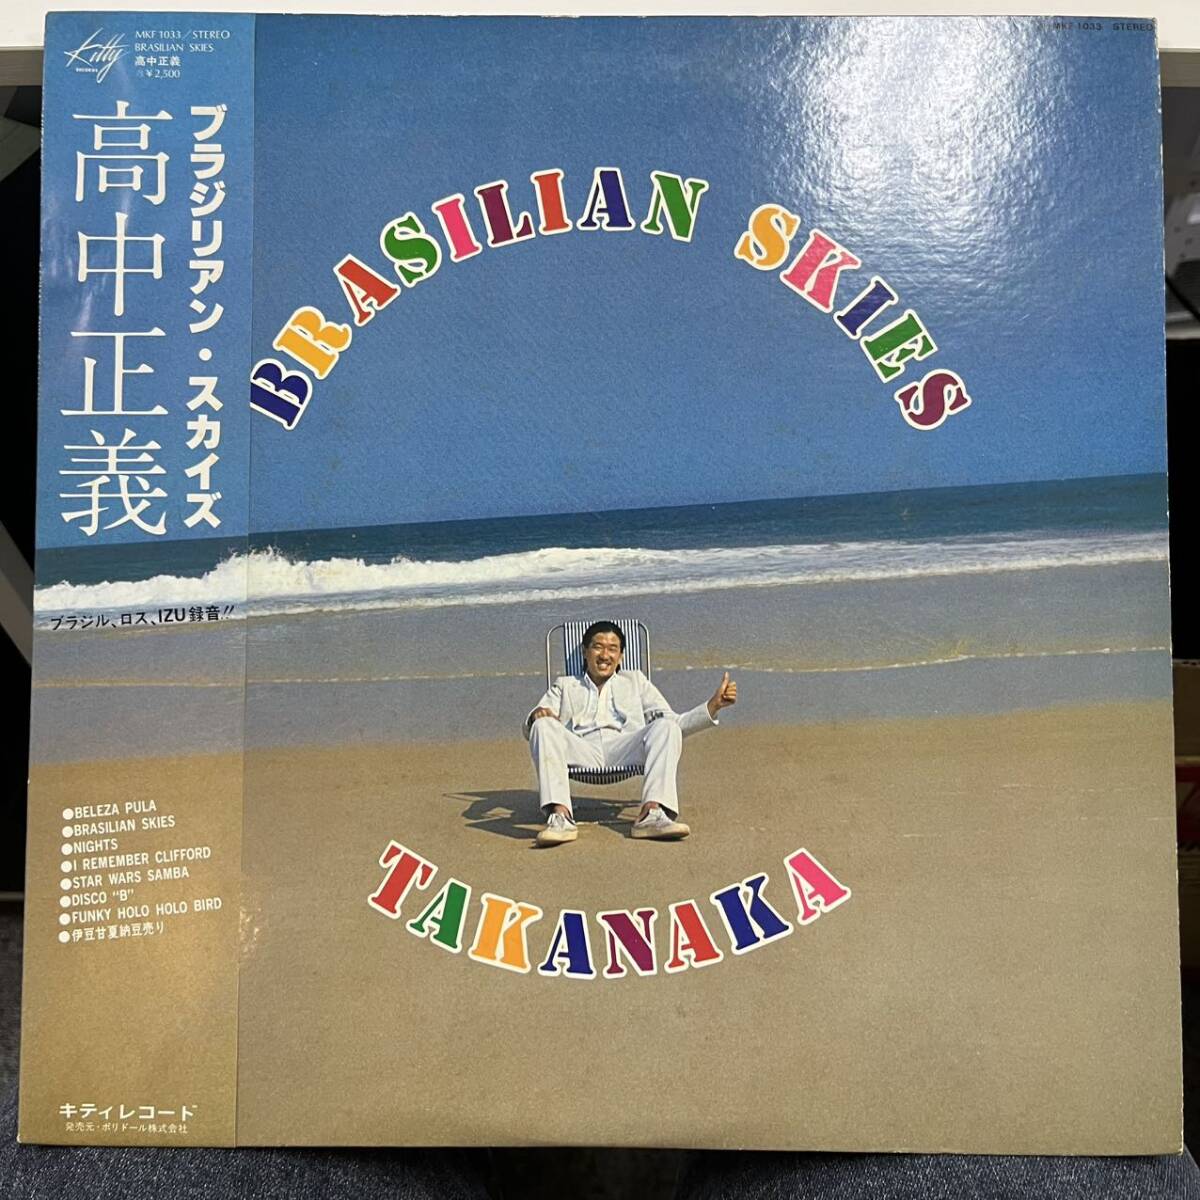 Kitty
RECORDS
MKF 1033/STEREO
BRASILIAN SKIES
高中正義
¥2,500
ブラジリアン・スカイズ
高中正義
ブラジル、ロス、IZU録音!!
●BELEZA PULA
●BRASILIAN SKIES
●NIGHTS
●I REMEMBER CLIFFORD
●STAR WARS SAMBA
●DISCO "B"
●FUNKY HOLO HOLO BIRD
●伊豆甘夏納豆売り
キティレコード
発売元・ポリドール株式会社
MKF 1033 STEREO
BRASILIAN SKIES
TAKANAKA